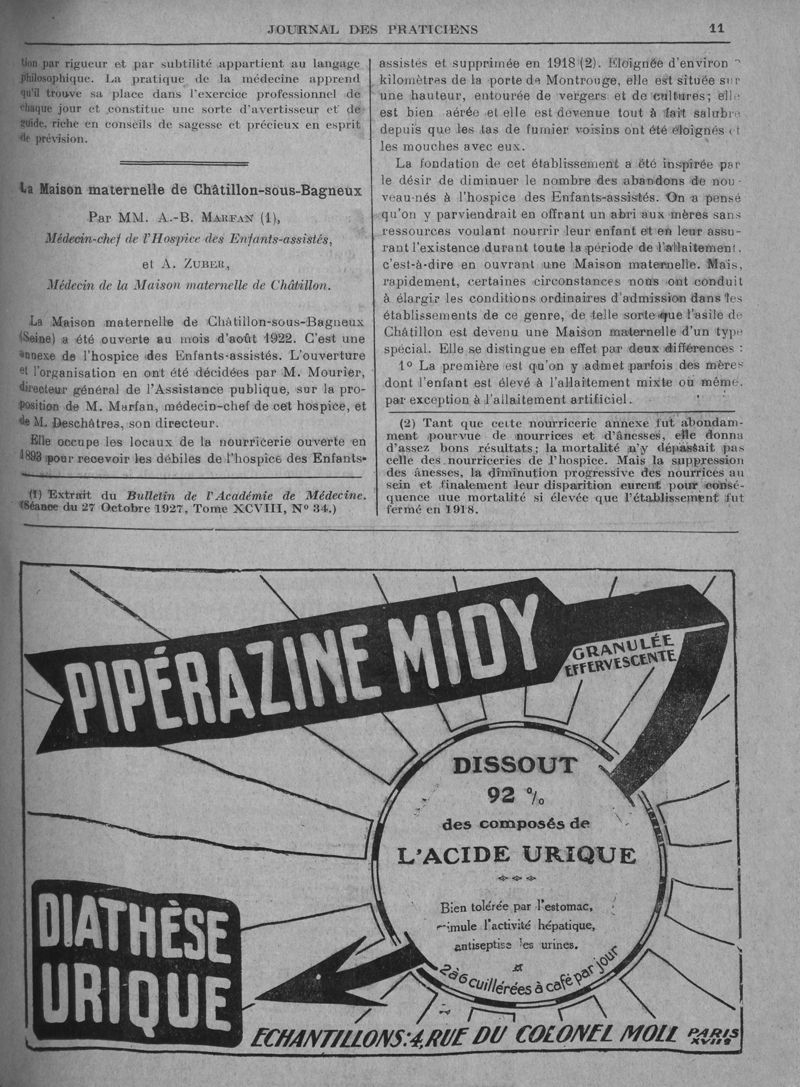 JOURNAL DES PRATICIENS 11
tion par rigueur et par subtilité appartient au langage
philosophique. La pratique de la médecine apprend
qu'il trouve sa place dans l'exercice professionnel de
chaque jour et constitue une sorte d'avertisseur et de
guide, riche en conseils de sagesse et précieux en esprit
de prévision.
La Maison maternelle de Châtillon-sous-Bagneux
Par MM. A.-B. MARFAN (1),
Médecin-chef de l'Hospice des Enfants-assistés,
et A. ZUBER,
Médecin de la Maison maternelle de Châtillon.
La Maison maternelle de Châtillon-sous-Bagneux
(Seine) a été ouverte au mois d'août 1922. C'est une
annexe de l'hospice des Enfants-assistés. L'ouverture
et l'organisation en ont été décidées par M. Mourier,
directeur général de l'Assistance publique, sur la pro-
position de M. Marfan, médecin-chef de cet hospice, et
de M. Deschâtres, son directeur.
Elle occupe les locaux de la nourricerie ouverte en
1893 pour recevoir les débiles de l'hospice des Enfants-
(1) Extrait du Bulletin de l'Académie de Médecine.
(Séance du 27 Octobre 1927, Tome XCVIII, N° 34.)
assistés et supprimée en 1918 (2). Eloignée d'environ
kilomètres de la porte de Montrouge, elle est située sur
une hauteur, entourée de vergers et de cultures; elle
est bien aérée et elle est devenue tout à fait salubre
depuis que les tas de fumier voisins ont été éloignés et
les mouches avec eux.
La fondation de cet établissement a été inspirée par
le désir de diminuer le nombre des abandons de nou-
veau-nés à l'hospice des Enfants-assistés. On a pensé
qu'on y parviendrait en offrant un abri aux mères sans
ressources voulant nourrir leur enfant et en leur assu-
rant l'existence durant toute la période de l'allaitement,
c'est-à-dire en ouvrant une Maison maternelle. Mais,
rapidement, certaines circonstances nous ont conduit
à élargir les conditions ordinaires d'admission dans les
établissements de ce genre, de telle sorte que l'asile de
Châtillon est devenu une Maison maternelle d'un type
spécial. Elle se distingue en effet par deux différences :
1° La première est qu'on y admet parfois des mères
dont l'enfant est élevé à l'allaitement mixte ou même,
par exception à l'allaitement artificiel.
(2) Tant que cette nourricerie annexe fut abondam-
ment pourvue de nourrices et d'ânesses, elle donna
d'assez bons résultats; la mortalité n'y dépassait pas
celle des nourriceries de l'hospice. Mais la suppression
des ânesses, la diminution progressive des nourrices au
sein et finalement leur disparition eurent pour consé-
quence une mortalité si élevée que l'établissement fut
fermé en 1918.
PIPÉRAZINE MIDY
GRANULÉE
EFFERVESCENTE
DISSOUT
92 %
des composés de
L'ACIDE URIQUE
Bien tolérée par l'estomac,
stimule l'activité hépatique,
antiseptise les urines.
2 à 6 cuillérées à café par jour
DIATHÈSE
URIQUE
ECHANTILLONS: 4, RUE DU COLONEL MOLL PARIS
XVIIe